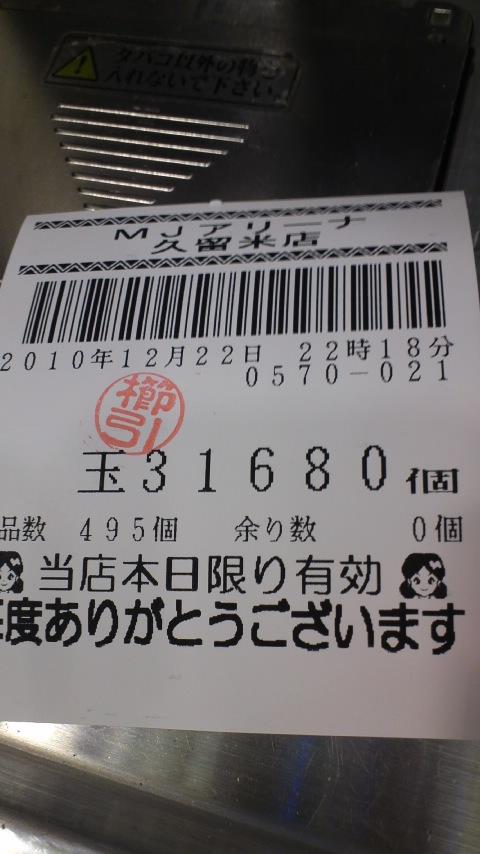 タバコ以外の物を
入れないで下さい
MJアリーナ
久留米店
2010年12月22日 22時18分
0570-021
櫛引
玉31680個
品数 495個 余り数 0個
当店本日限り有効
度ありがとうございます